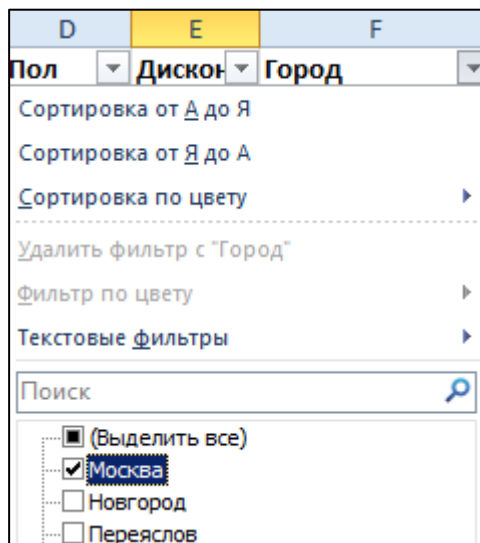 D E F
Пол Дискон Город
Сортировка от А до Я
Сортировка от Я до А
Сортировка по цвету
Удалить фильтр с "Город"
Фильтр по цвету
Текстовые фильтры
Поиск
(Выделить все)
Москва
Новгород
Переяслов